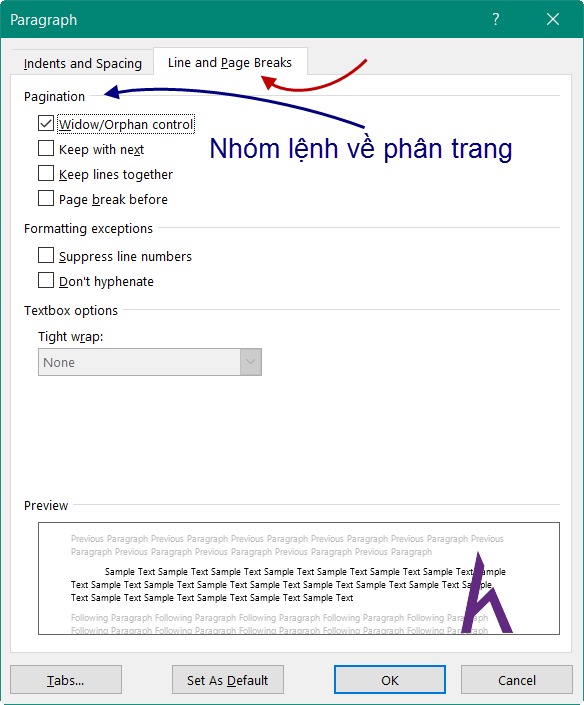 Paragraph
?
Indents and Spacing
Line and Page Breaks
Pagination
Widow/Orphan control
Nhóm lệnh về phân trang
Keep with next
Keep lines together
Page break before
Formatting exceptions
Suppress line numbers
Don't hyphenate
Textbox options
Tight wrap:
None
Preview
Previous Paragraph Previous Paragraph Previous Paragraph Previous Paragraph Previous Paragraph Previous
Paragraph Previous Paragraph Previous Paragraph Previous Paragraph Previous Paragraph
Sample Text Sample Text Sample Text Sample Text Sample Text Sample Text Sample Text Sample Text
Text Sample Text Sample Text Sample Text Sample Text Sample Text Sample Text Sample Text Sample
Text Sample Text Sample Text Sample Text Sample Text Sample Text Sample Text
Following Paragraph Following Paragraph Following Paragraph Following Paragraph Following Paragraph
Following Paragraph Following Paragraph Following Paragraph Following Paragraph Following Paragraph
Tabs...
Set As Default
OK
Cancel